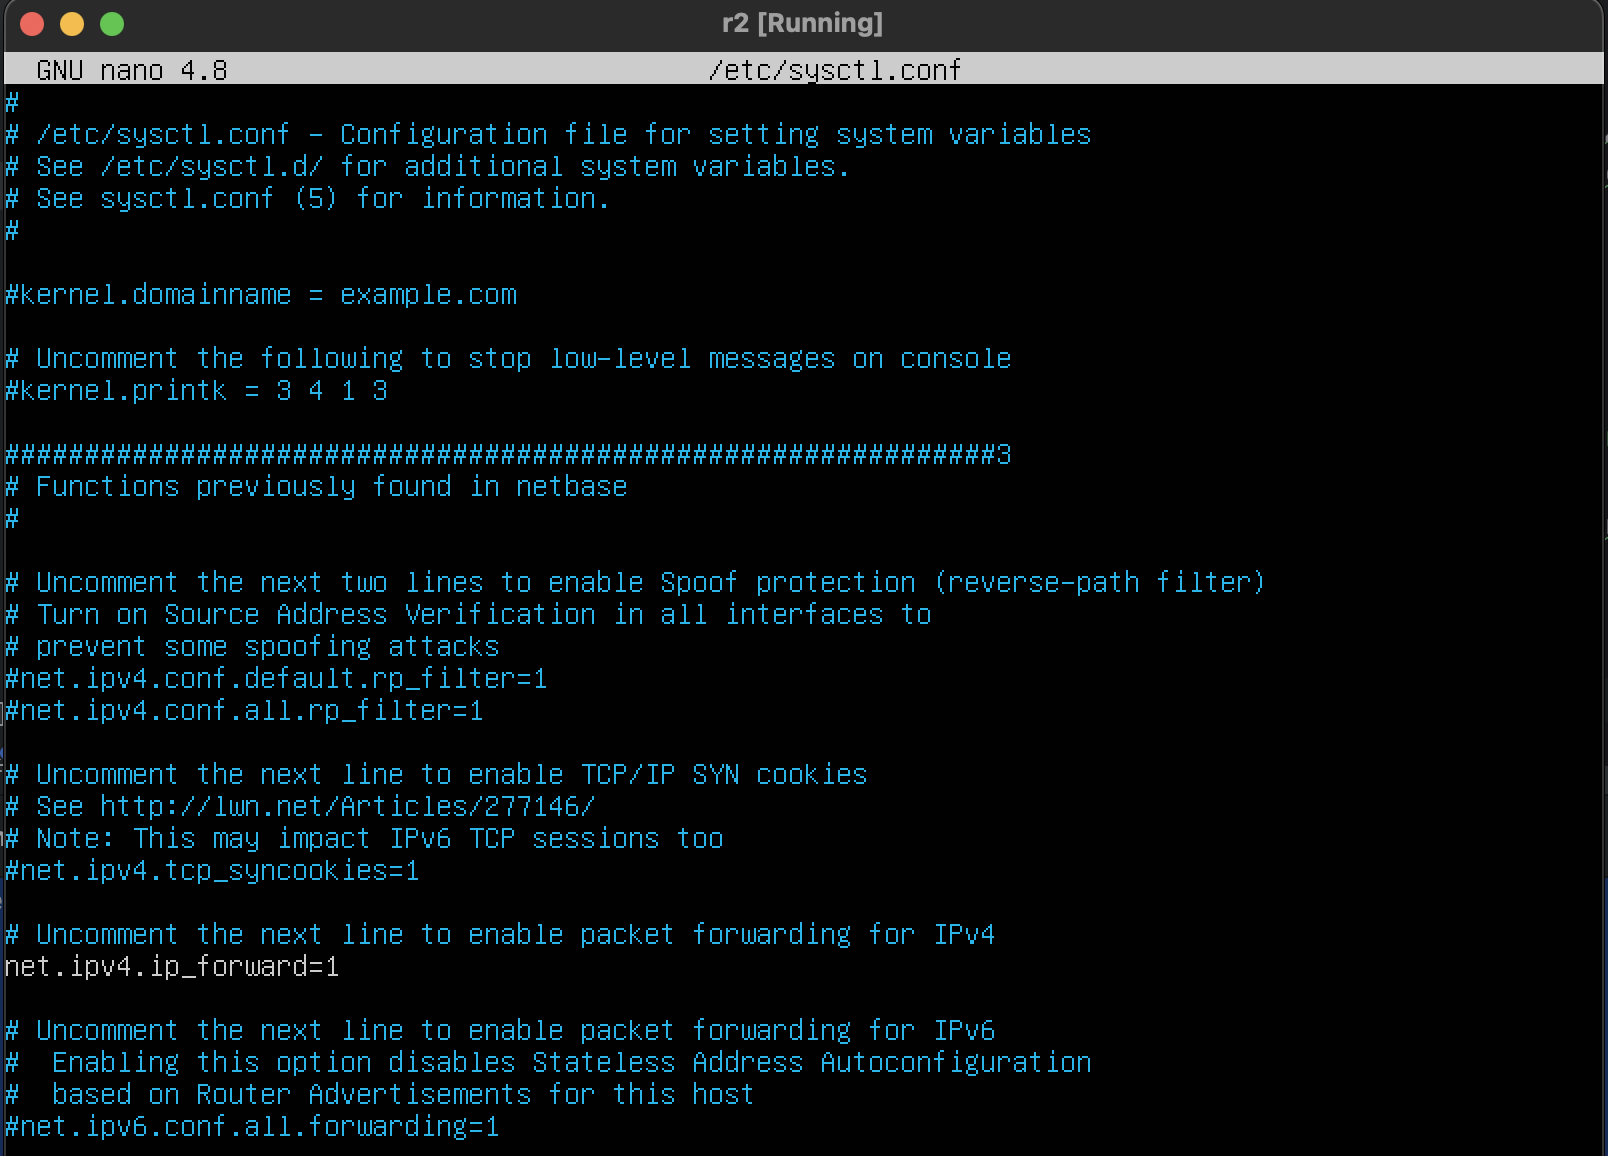 r2 [Running]
GNU nano 4.8 /etc/sysctl.conf
#
# /etc/sysctl.conf - Configuration file for setting system variables
# See /etc/sysctl.d/ for additional system variables.
# See sysctl.conf (5) for information.
#
#kernel.domainname = example.com
# Uncomment the following to stop low-level messages on console
#kernel.printk = 3 4 1 3
##############################################################3
# Functions previously found in netbase
#
# Uncomment the next two lines to enable Spoof protection (reverse-path filter)
# Turn on Source Address Verification in all interfaces to
# prevent some spoofing attacks
#net.ipv4.conf.default.rp_filter=1
#net.ipv4.conf.all.rp_filter=1
# Uncomment the next line to enable TCP/IP SYN cookies
# See http://lwn.net/Articles/277146/
# Note: This may impact IPv6 TCP sessions too
#net.ipv4.tcp_syncookies=1
# Uncomment the next line to enable packet forwarding for IPv4
net.ipv4.ip_forward=1
# Uncomment the next line to enable packet forwarding for IPv6
#  Enabling this option disables Stateless Address Autoconfiguration
#  based on Router Advertisements for this host
#net.ipv6.conf.all.forwarding=1